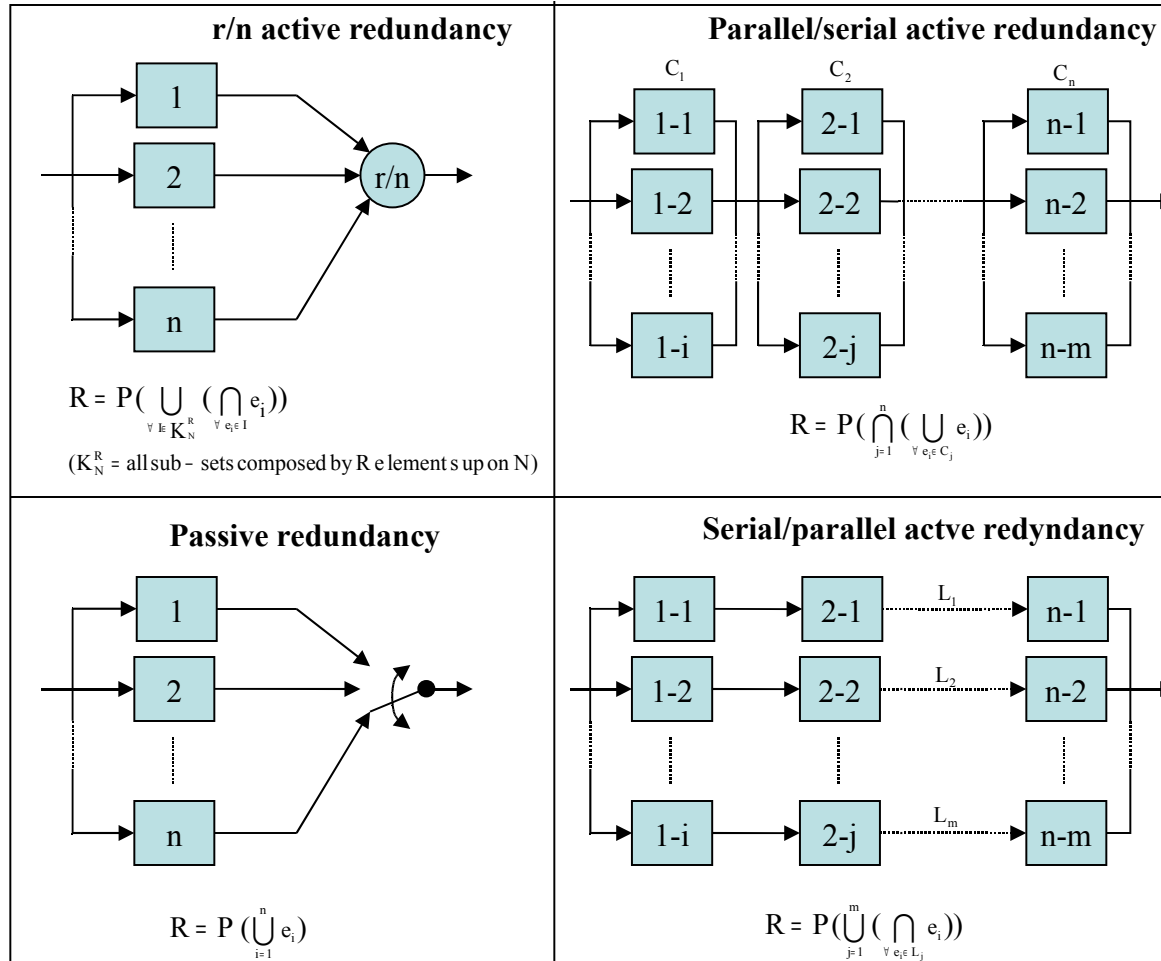 r/n active redundancy
1
2
n
r/n
R = P(⋃ ∀ I∈ K_N^R (⋂ ∀ e_i∈ I e_i))
(K_N^R = all sub - sets composed by R elements up on N)
Parallel/serial active redundancy
C_1 C_2 C_n
1-1 2-1 n-1
1-2 2-2 n-2
1-i 2-j n-m
R = P(⋂ j=1 n (⋃ ∀ e_i∈ C_j e_i))
Passive redundancy
1
2
n
R = P (⋃ i=1 n e_i)
Serial/parallel actve redyndancy
1-1 2-1 L_1 n-1
1-2 2-2 L_2 n-2
1-i 2-j L_m n-m
R = P(⋃ j=1 m (⋂ ∀ e_i∈ L_j e_i))